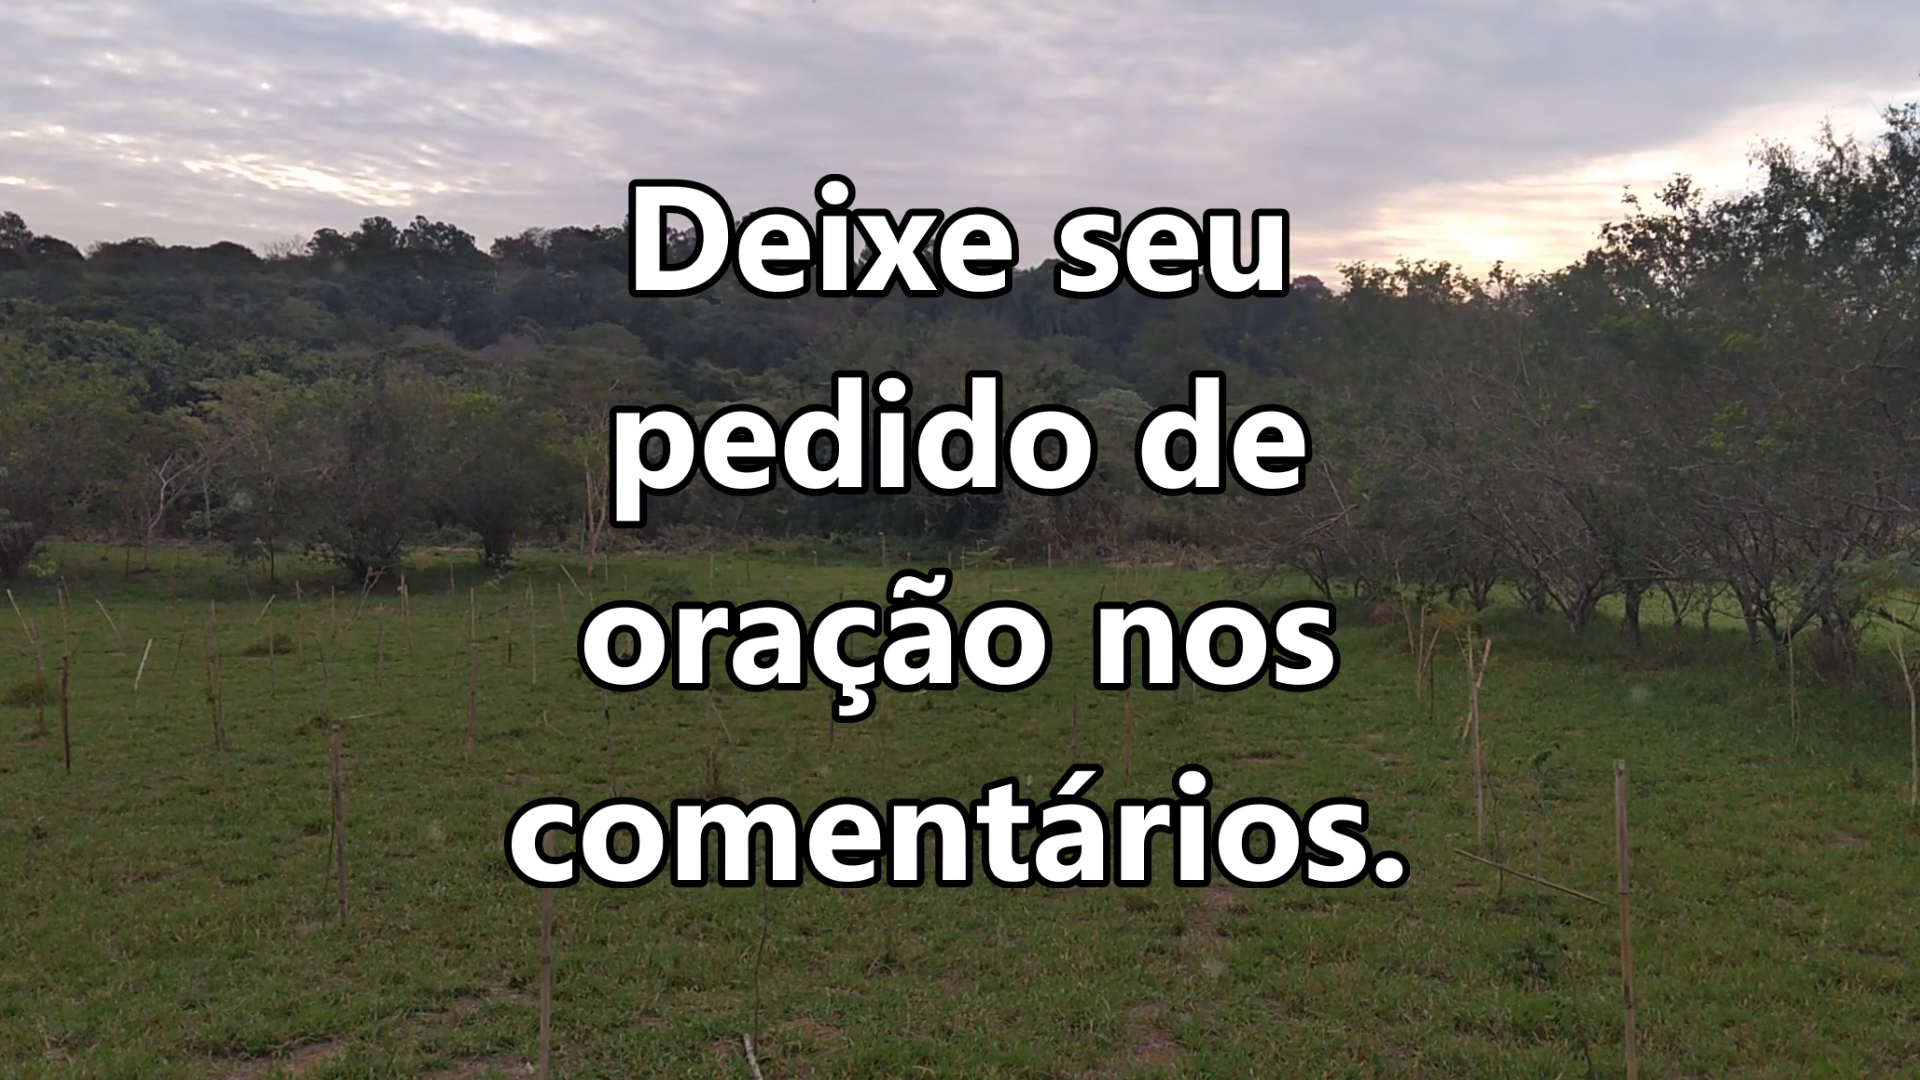 Deixe seu
pedido de
oração nos
comentários.